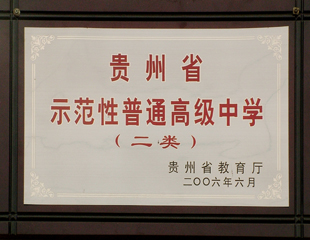 贵州省
示范性普通高级中学
（二类）
贵州省教育厅
二〇〇六年六月